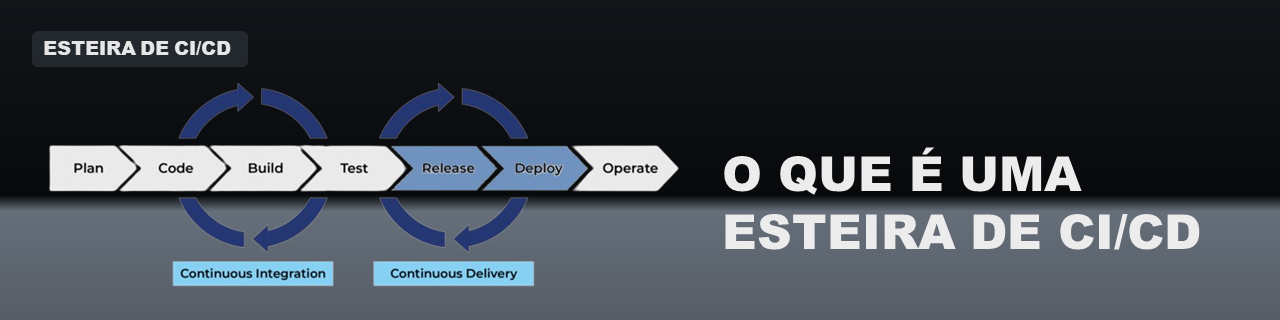 ESTEIRA DE CI/CD
Plan
Code
Build
Test
Release
Deploy
Operate
Continuous Integration
Continuous Delivery
O QUE É UMA
ESTEIRA DE CI/CD